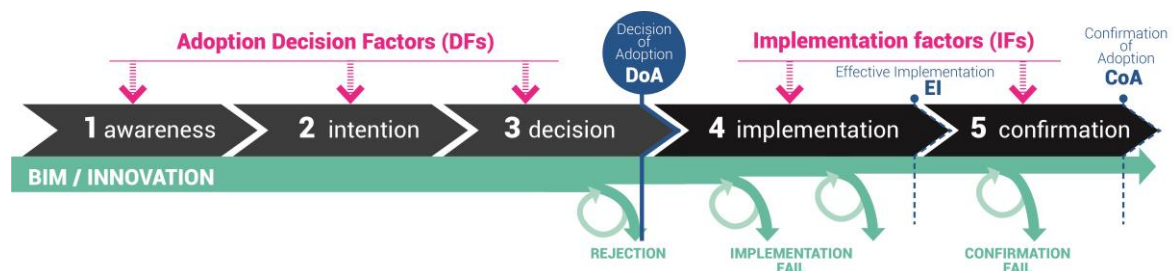 Adoption Decision Factors (DFs)
Decision
of
Adoption
DoA
Implementation factors (IFs)
Effective Implementation
EI
Confirmation
of
Adoption
CoA
1 awareness
2 intention
3 decision
4 implementation
5 confirmation
BIM / INNOVATION
REJECTION
IMPLEMENTATION
FAIL
CONFIRMATION
FAIL